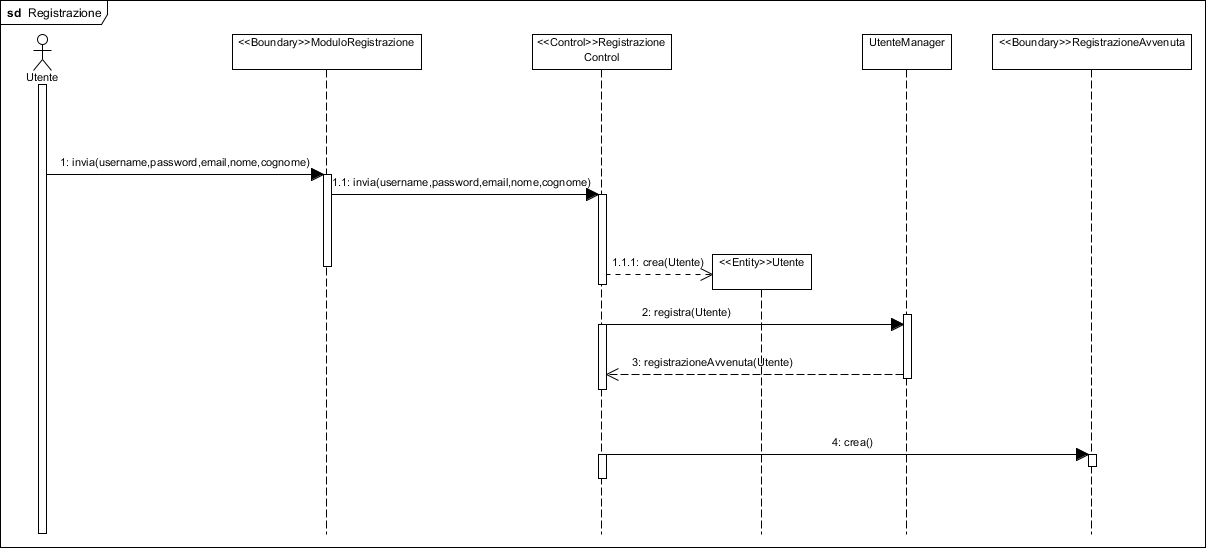 sd Registrazione
Utente
<<Boundary>>ModuloRegistrazione
<<Control>>Registrazione
Control
UtenteManager
<<Boundary>>RegistrazioneAvvenuta
1: invia(username,password,email,nome,cognome)
1.1: invia(username,password,email,nome,cognome)
1.1.1: crea(Utente)
<<Entity>>Utente
2: registra(Utente)
3: registrazioneAvvenuta(Utente)
4: crea()